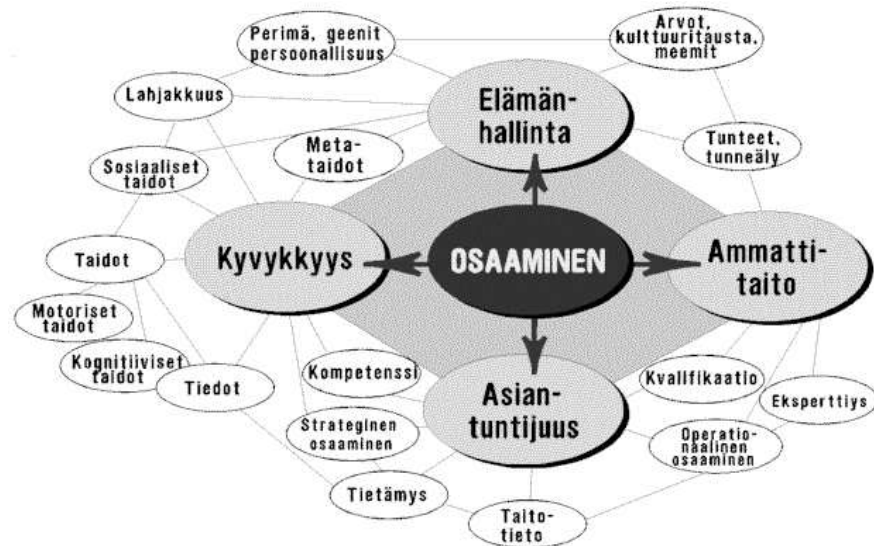 Perimä, geenit
persoonallisuus
Arvot,
kulttuuritausta,
meemit
Lahjakkuus
Elämän-
hallinta
Meta-
taidot
Tunteet,
tunneäly
Sosiaaliset
taidot
Kyvykkyys
OSAAMINEN
Ammatti-
taito
Taidot
Motoriset
taidot
Kognitiiviset
taidot
Tiedot
Kompetenssi
Asian-
tuntijuus
Kvalifikaatio
Eksperttiys
Strateginen
osaaminen
Operatio-
naalinen
osaaminen
Tietämys
Taito-
tieto